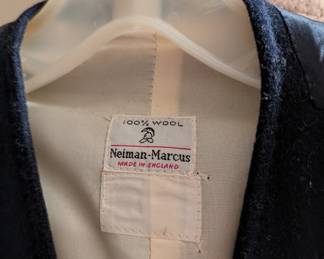 100% WOOL
Neiman-Marcus
MADE IN ENGLAND